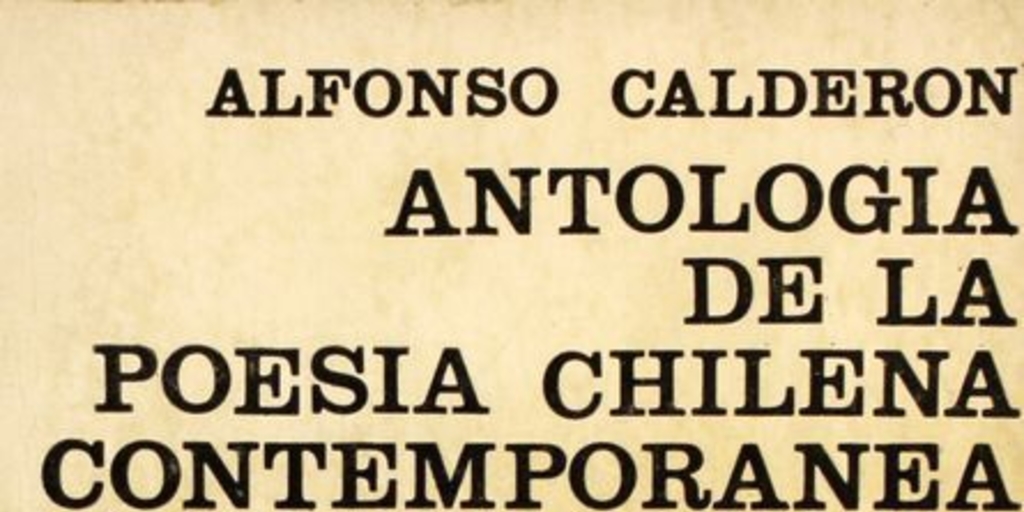 ALFONSO CALDERON
ANTOLOGIA
DE LA
POESIA CHILENA
CONTEMPORANEA